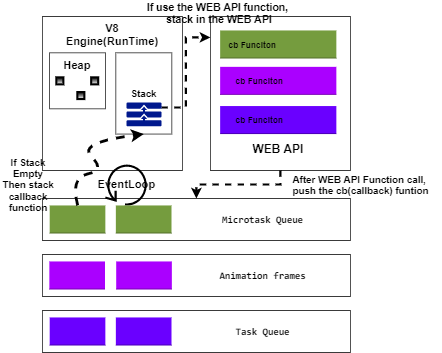 If use the WEB API function,
stack in the WEB API
V8
Engine(RunTime)
Heap
Stack
cb Funciton
cb Funciton
cb Funciton
WEB API
If Stack
Empty
Then stack
callback
function
EventLoop
After WEB API Function call,
push the cb(callback) funtion
Microtask Queue
Animation frames
Task Queue